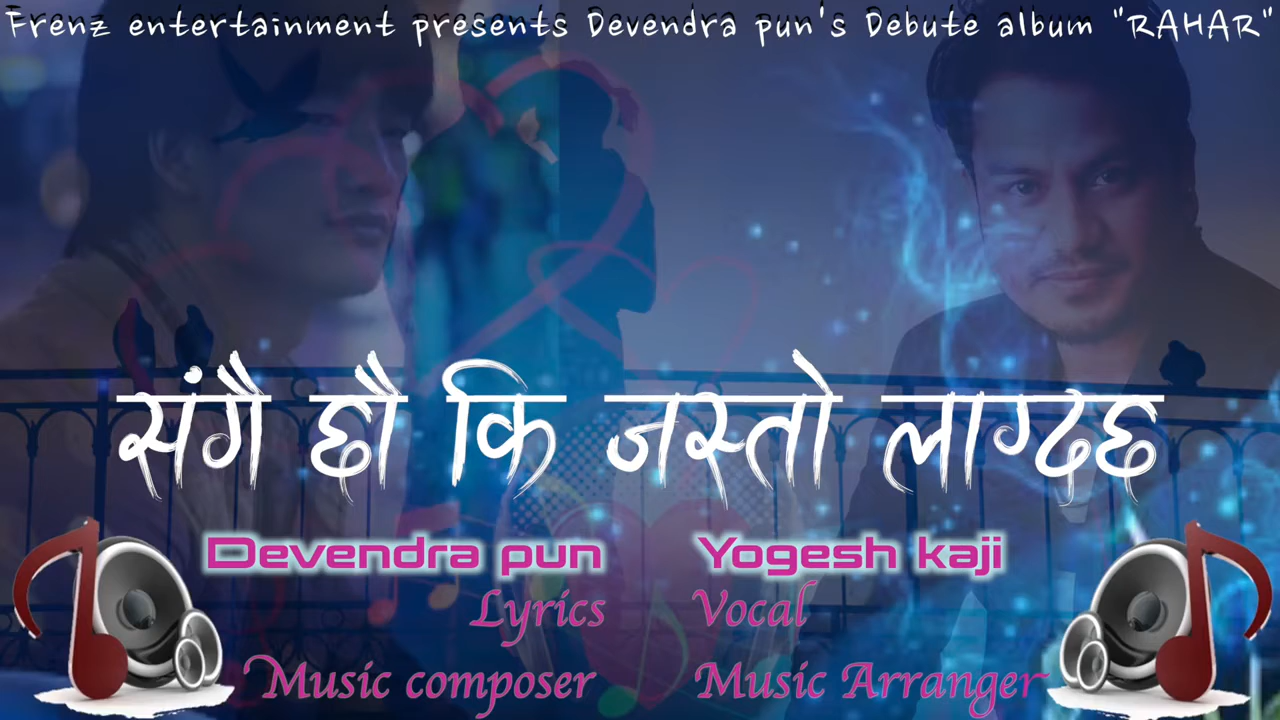 Frenz entertainment presents Devendra pun's Debute album "RAHAR"
संगै छौ कि जस्तो लाग्दछ
Devendra pun
Lyrics
Music composer
Yogesh kaji
Vocal
Music Arranger